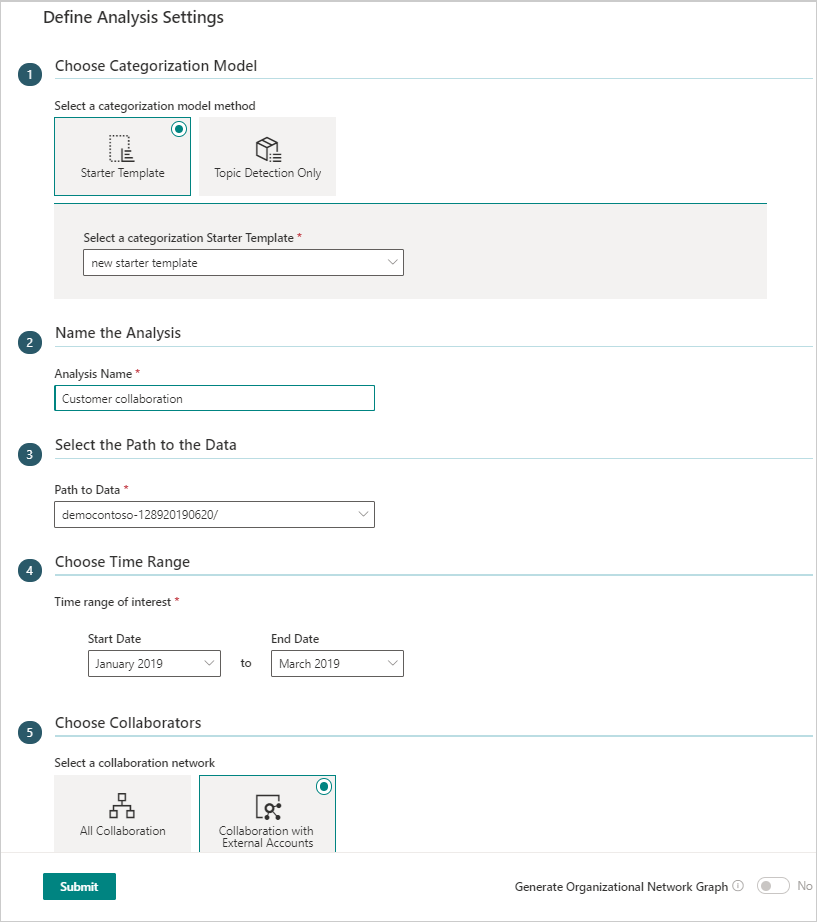 Define Analysis Settings
1
Choose Categorization Model
Select a categorization model method
Starter Template
Topic Detection Only
Select a categorization Starter Template *
new starter template
2
Name the Analysis
Analysis Name *
Customer collaboration
3
Select the Path to the Data
Path to Data *
democontoso-128920190620/
4
Choose Time Range
Time range of interest *
Start Date
End Date
January 2019
to
March 2019
5
Choose Collaborators
Select a collaboration network
All Collaboration
Collaboration with
External Accounts
Submit
Generate Organizational Network Graph
No